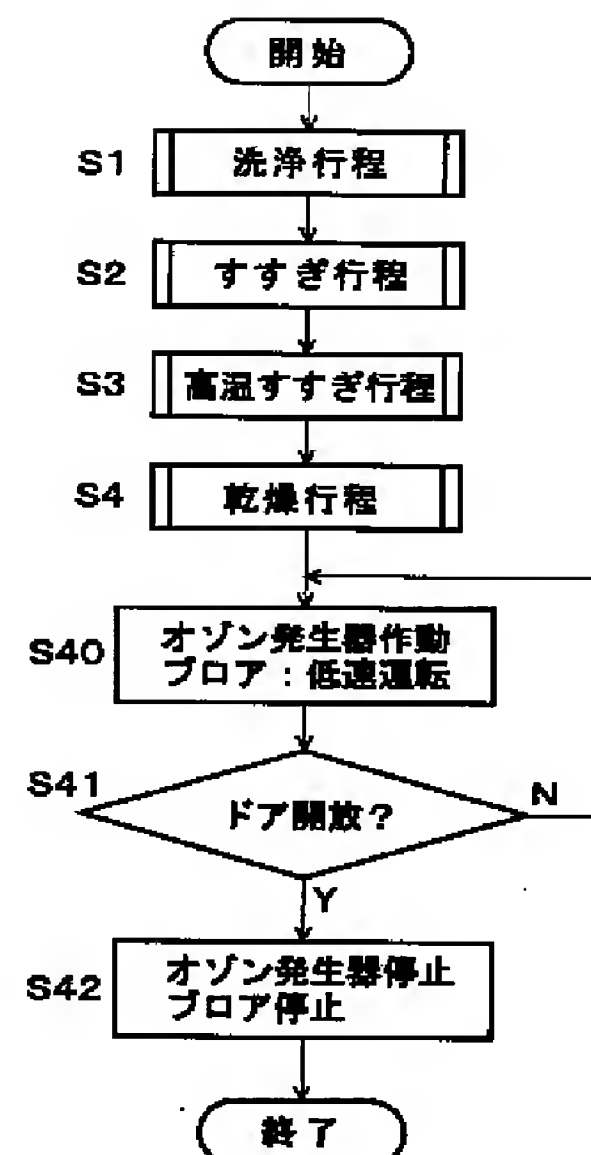 開始
S1 洗浄行程
S2 すすぎ行程
S3 高温すすぎ行程
S4 乾燥行程
S40 オゾン発生器作動
ブロア：低速運転
S41 ドア開放？ N
Y
S42 オゾン発生器停止
ブロア停止
終了